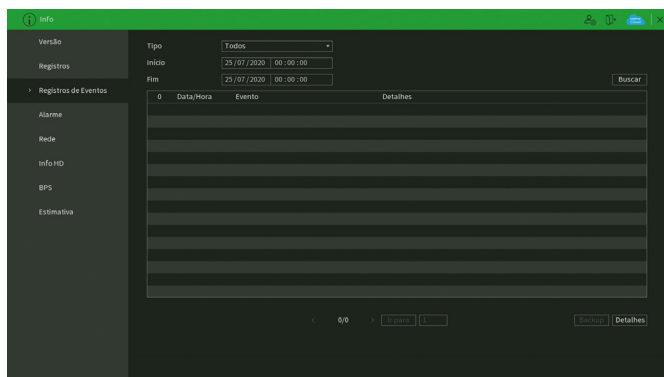 Info
Versão
Registros
Registros de Eventos
Alarme
Rede
Info HD
BPS
Estimativa
Tipo Todos
Início 25/07/2020 00:00:00
Fim 25/07/2020 00:00:00
Buscar
0 Data/Hora Evento Detalhes
0/0 Ir para 1
Backup Detalhes